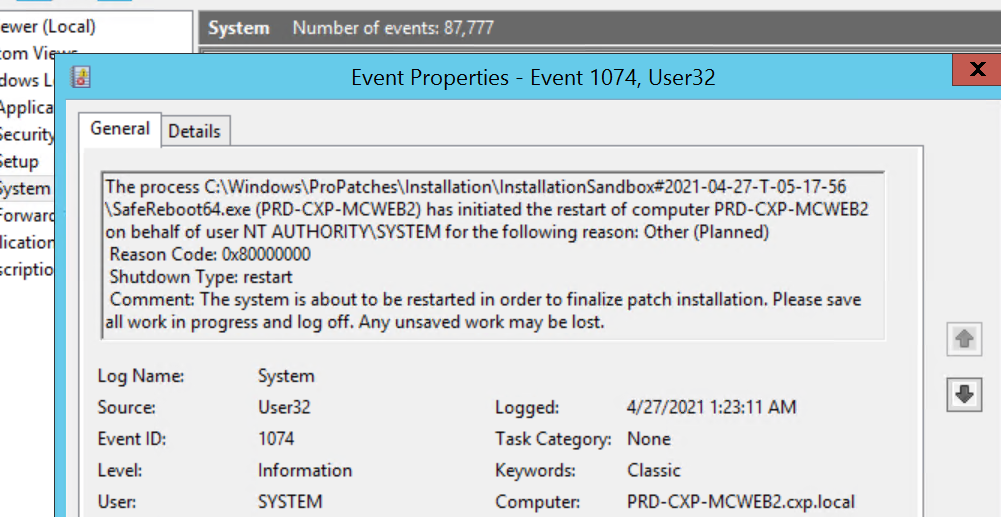 ewer (Local)
System Number of events: 87,777
tom Views
dows Lo
Event Properties - Event 1074, User32
X
Applica
Security
Setup
System
Forward
lication
scription
General Details
The process C:\Windows\ProPatches\Installation\InstallationSandbox#2021-04-27-T-05-17-56
\SafeReboot64.exe (PRD-CXP-MCWEB2) has initiated the restart of computer PRD-CXP-MCWEB2
on behalf of user NT AUTHORITY\SYSTEM for the following reason: Other (Planned)
Reason Code: 0x80000000
Shutdown Type: restart
Comment: The system is about to be restarted in order to finalize patch installation. Please save
all work in progress and log off. Any unsaved work may be lost.
Log Name: System
Source: User32 Logged: 4/27/2021 1:23:11 AM
Event ID: 1074 Task Category: None
Level: Information Keywords: Classic
User: SYSTEM Computer: PRD-CXP-MCWEB2.cxp.local